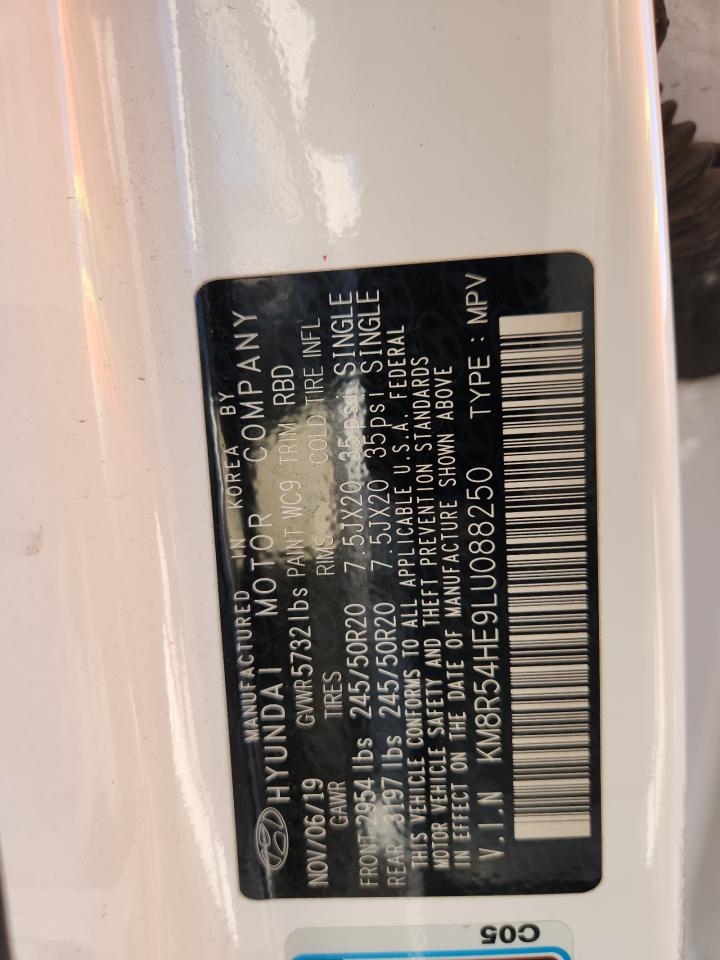 MANUFACTURED IN KOREA BY
HYUNDAI MOTOR COMPANY
NOV/06/19 GVWR 5732 lbs PAINT WC9 TRIM RBD
GAWR TIRES RIMS COLD TIRE INFL
FRONT 2954 lbs 245/50R20 7.5JX20 35psi SINGLE
REAR 3197 lbs 245/50R20 7.5JX20 35psi SINGLE
THIS VEHICLE CONFORMS TO ALL APPLICABLE U.S.A. FEDERAL
MOTOR VEHICLE SAFETY AND THEFT PREVENTION STANDARDS
IN EFFECT ON THE DATE OF MANUFACTURE SHOWN ABOVE
V.I.N KM8R54HE9LU088250 TYPE : MPV
C05